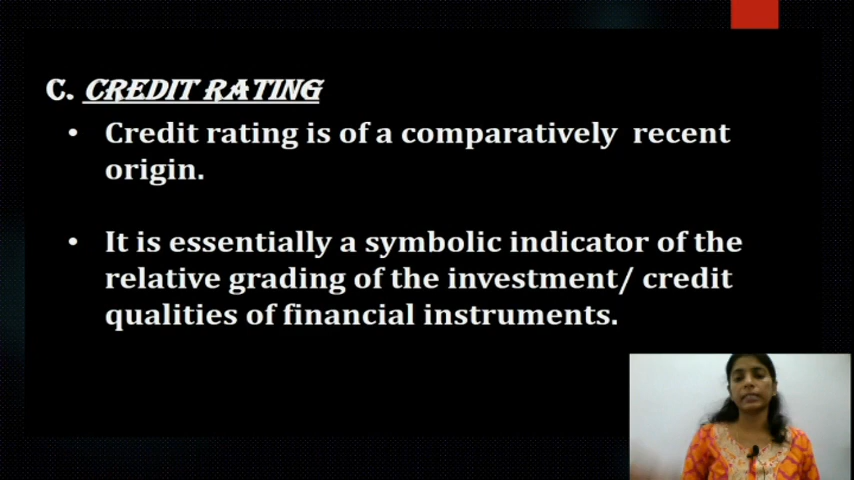 C. CREDIT RATING
• Credit rating is of a comparatively recent
origin.
• It is essentially a symbolic indicator of the
relative grading of the investment/ credit
qualities of financial instruments.